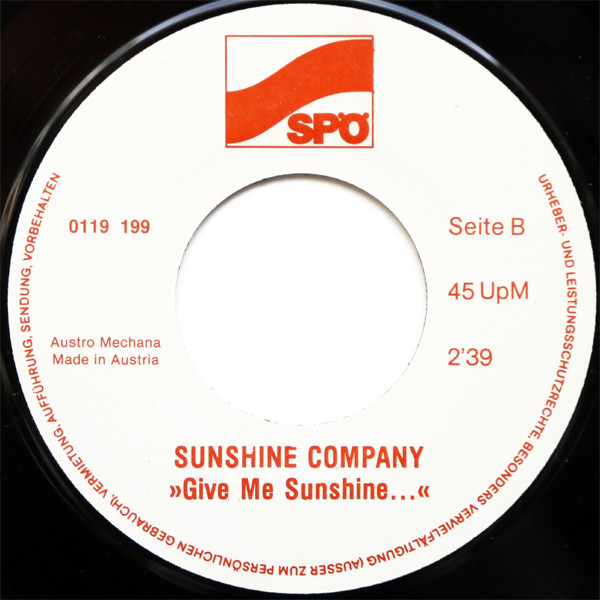 SPÖ
0119 199
Seite B
45 UpM
Austro Mechana
Made in Austria
2'39
SUNSHINE COMPANY
»Give Me Sunshine...«
URHEBER- UND LEISTUNGSSCHUTZRECHTE, BESONDERS VERVIELFÄLTIGUNG (AUSSER ZUM PERSÖNLICHEN GEBRAUCH), VERMIETUNG, AUFFÜHRUNG, SENDUNG, VORBEHALTEN